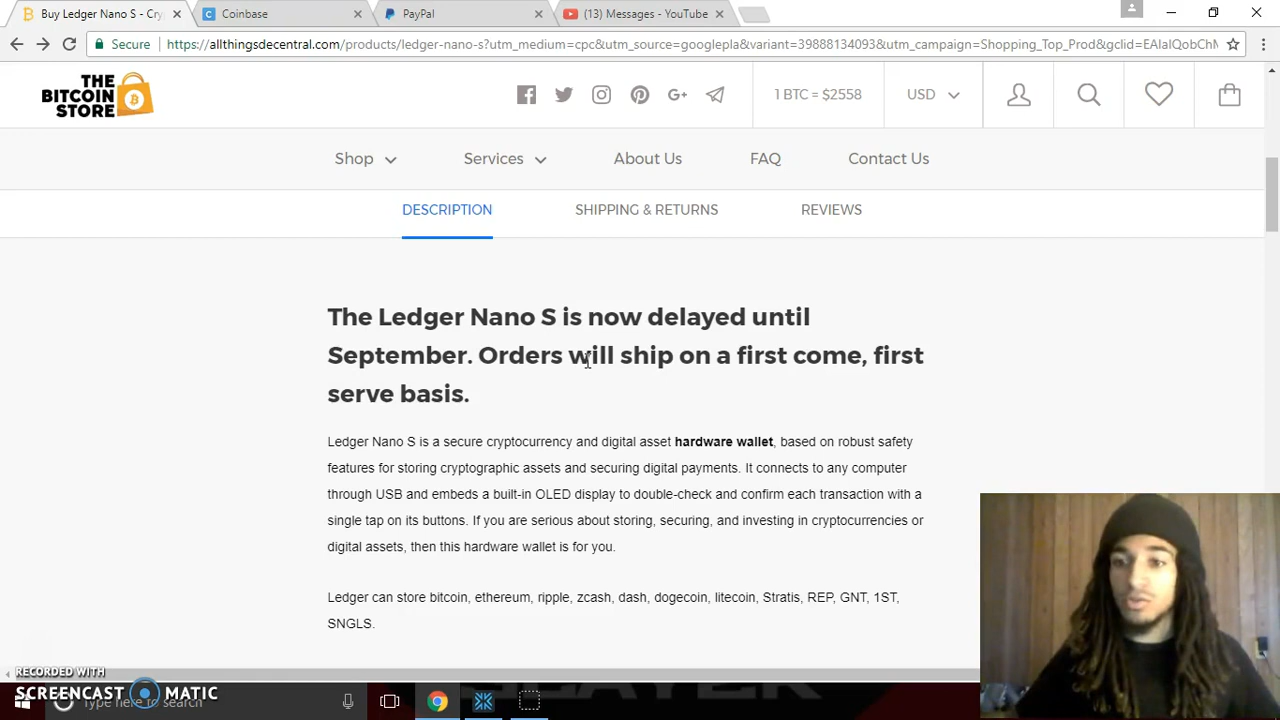 Buy Ledger Nano S - Cry
Coinbase
PayPal
(13) Messages - YouTube
Secure
https://allthingsdecentral.com/products/ledger-nano-s?utm_medium=cpc&utm_source=googlepla&variant=39888134093&utm_campaign=Shopping_Top_Prod&gclid=EAIaIQobChM
THE
BITCOIN
STORE
1 BTC = $2558
USD
Shop
Services
About Us
FAQ
Contact Us
DESCRIPTION
SHIPPING & RETURNS
REVIEWS
The Ledger Nano S is now delayed until
September. Orders will ship on a first come, first
serve basis.
Ledger Nano S is a secure cryptocurrency and digital asset hardware wallet, based on robust safety
features for storing cryptographic assets and securing digital payments. It connects to any computer
through USB and embeds a built-in OLED display to double-check and confirm each transaction with a
single tap on its buttons. If you are serious about storing, securing, and investing in cryptocurrencies or
digital assets, then this hardware wallet is for you.
Ledger can store bitcoin, ethereum, ripple, zcash, dash, dogecoin, litecoin, Stratis, REP, GNT, 1ST,
SNGLS.
RECORDED WITH
SCREENCAST MATIC
Type here to search